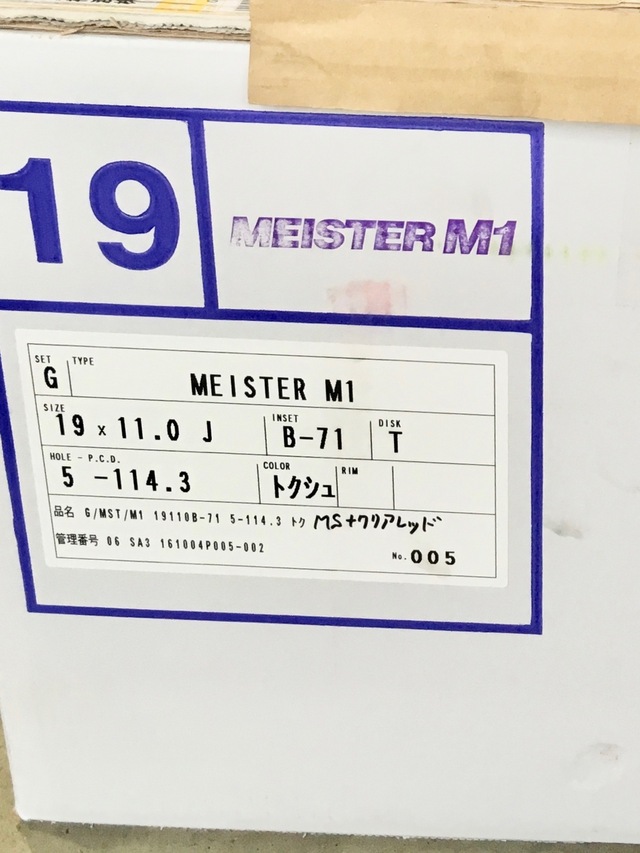 19
MEISTER M1
SET G TYPE MEISTER M1
SIZE 19 x 11.0 J INSET B-71 DISK T
HOLE - P.C.D. 5 -114.3 COLOR トクシュ RIM
品名 G/MST/M1 19110B-71 5-114.3 トク MS+クリアレッド
管理番号 06 SA3 161004P005-002
No. 005